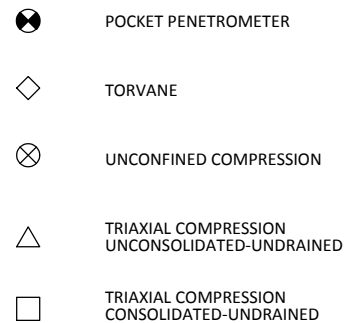 POCKET PENETROMETER
TORVANE
UNCONFINED COMPRESSION
TRIAXIAL COMPRESSION
UNCONSOLIDATED-UNDRAINED
TRIAXIAL COMPRESSION
CONSOLIDATED-UNDRAINED